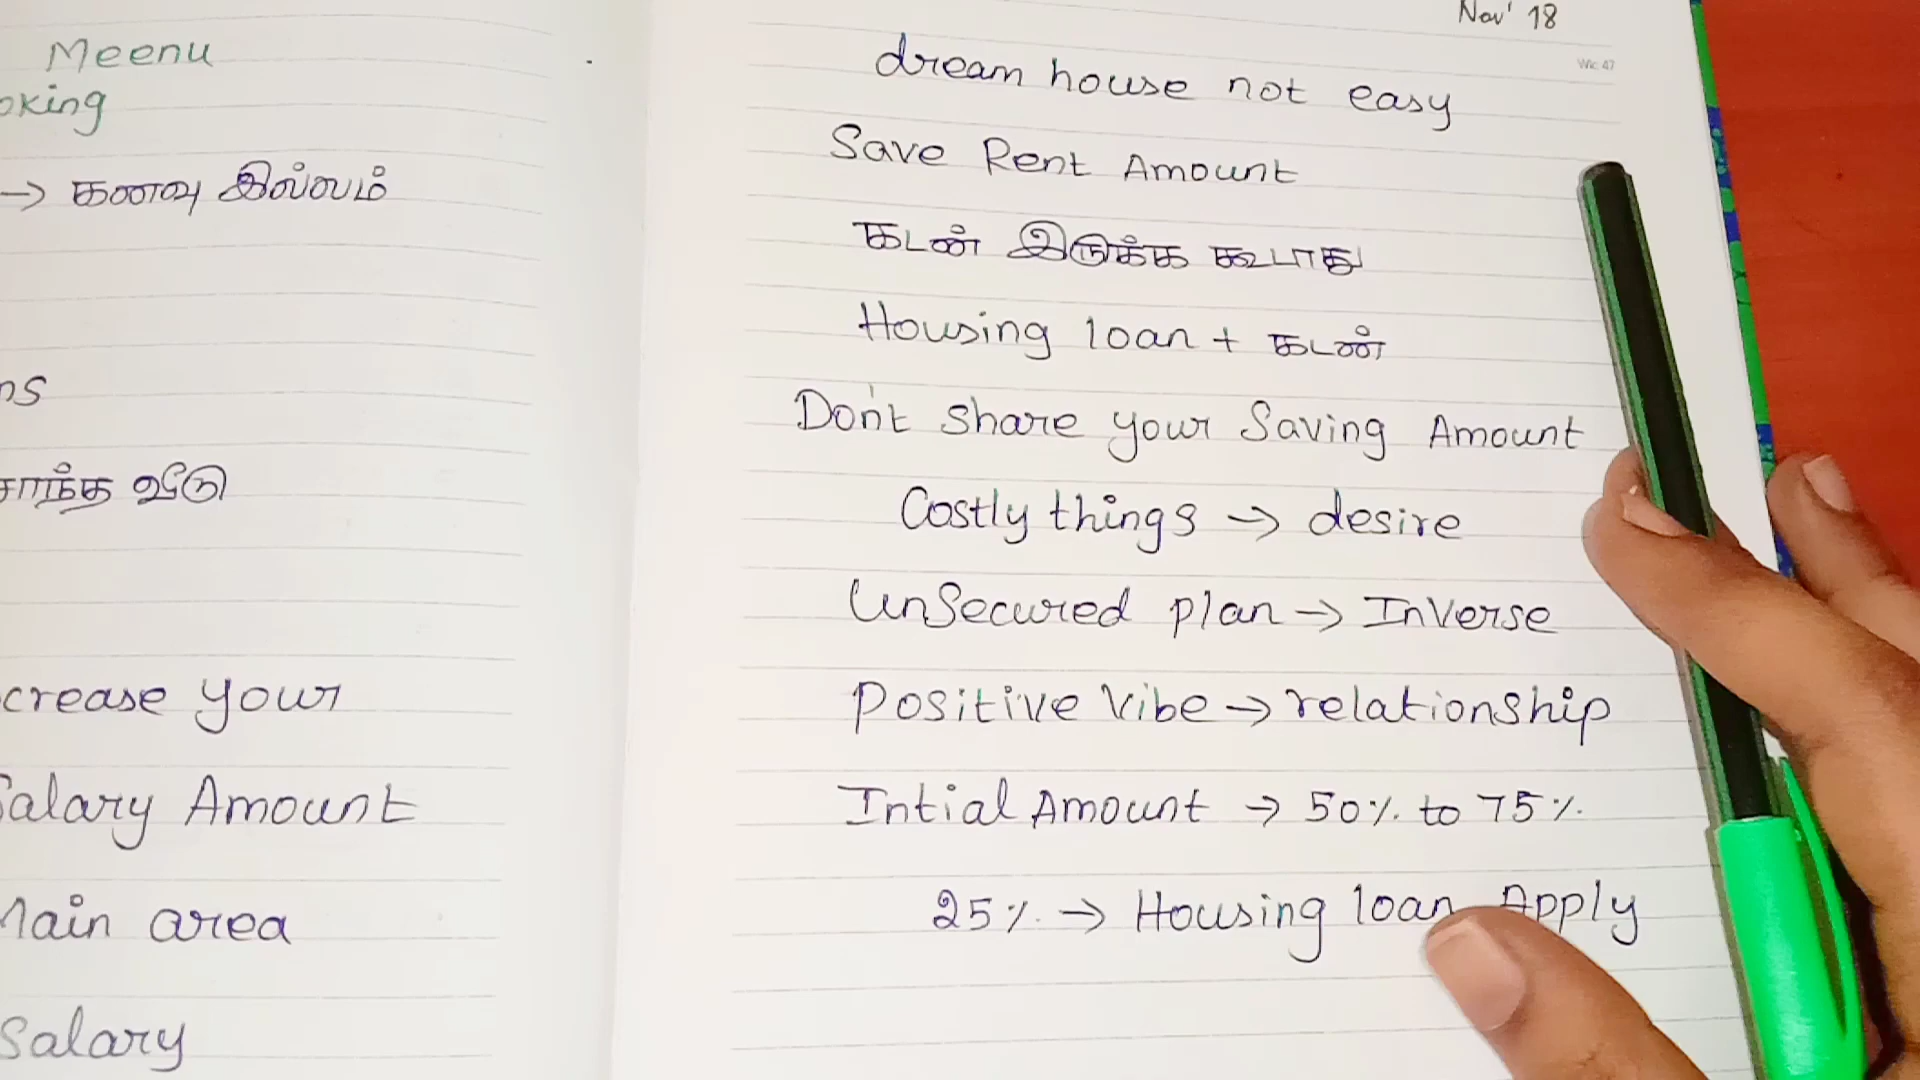 Meenu
oking
→ கனவு இல்லம்
ns
சொந்த வீடு
crease your
Salary Amount
Main area
Salary
Nov' 18
Wk 47
dream house not easy
Save Rent Amount
கடன் இருக்க கூடாது
Housing loan + கடன்
Don't share your Saving Amount
Costly things → desire
UnSecured plan → InVerse
Positive Vibe → relationship
Intial Amount → 50% to 75%
25% → Housing loan Apply